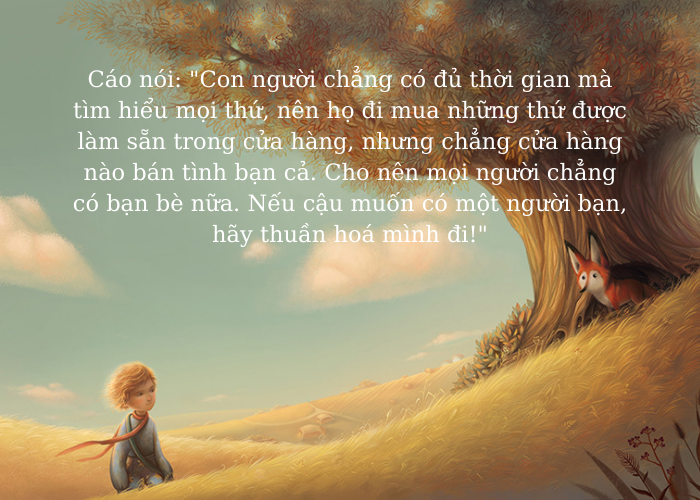 Cáo nói: "Con người chẳng có đủ thời gian mà
tìm hiểu mọi thứ, nên họ đi mua những thứ được
làm sẵn trong cửa hàng, nhưng chẳng cửa hàng
nào bán tình bạn cả. Cho nên mọi người chẳng
có bạn bè nữa. Nếu cậu muốn có một người bạn,
hãy thuần hoá mình đi!"